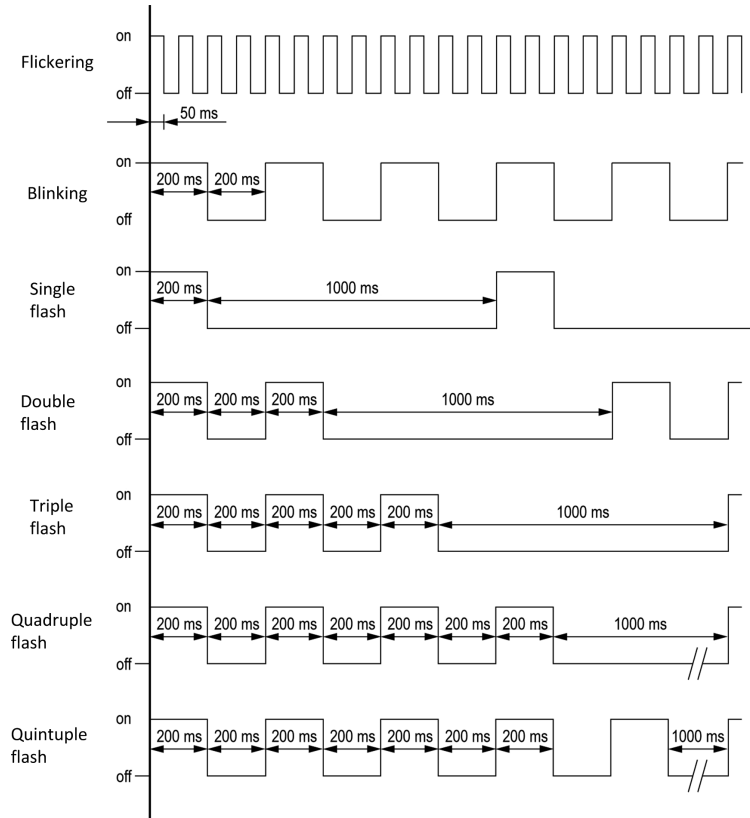 on
Flickering
off
50 ms
on
200 ms 200 ms
Blinking
off
on
Single
flash
200 ms 1000 ms
off
on
Double
flash
200 ms 200 ms 200 ms 1000 ms
off
on
Triple
flash
200 ms 200 ms 200 ms 200 ms 200 ms 1000 ms
off
on
Quadruple
flash
200 ms 200 ms 200 ms 200 ms 200 ms 200 ms 200 ms 1000 ms
off
on
Quintuple
flash
200 ms 200 ms 200 ms 200 ms 200 ms 200 ms 200 ms 1000 ms
off